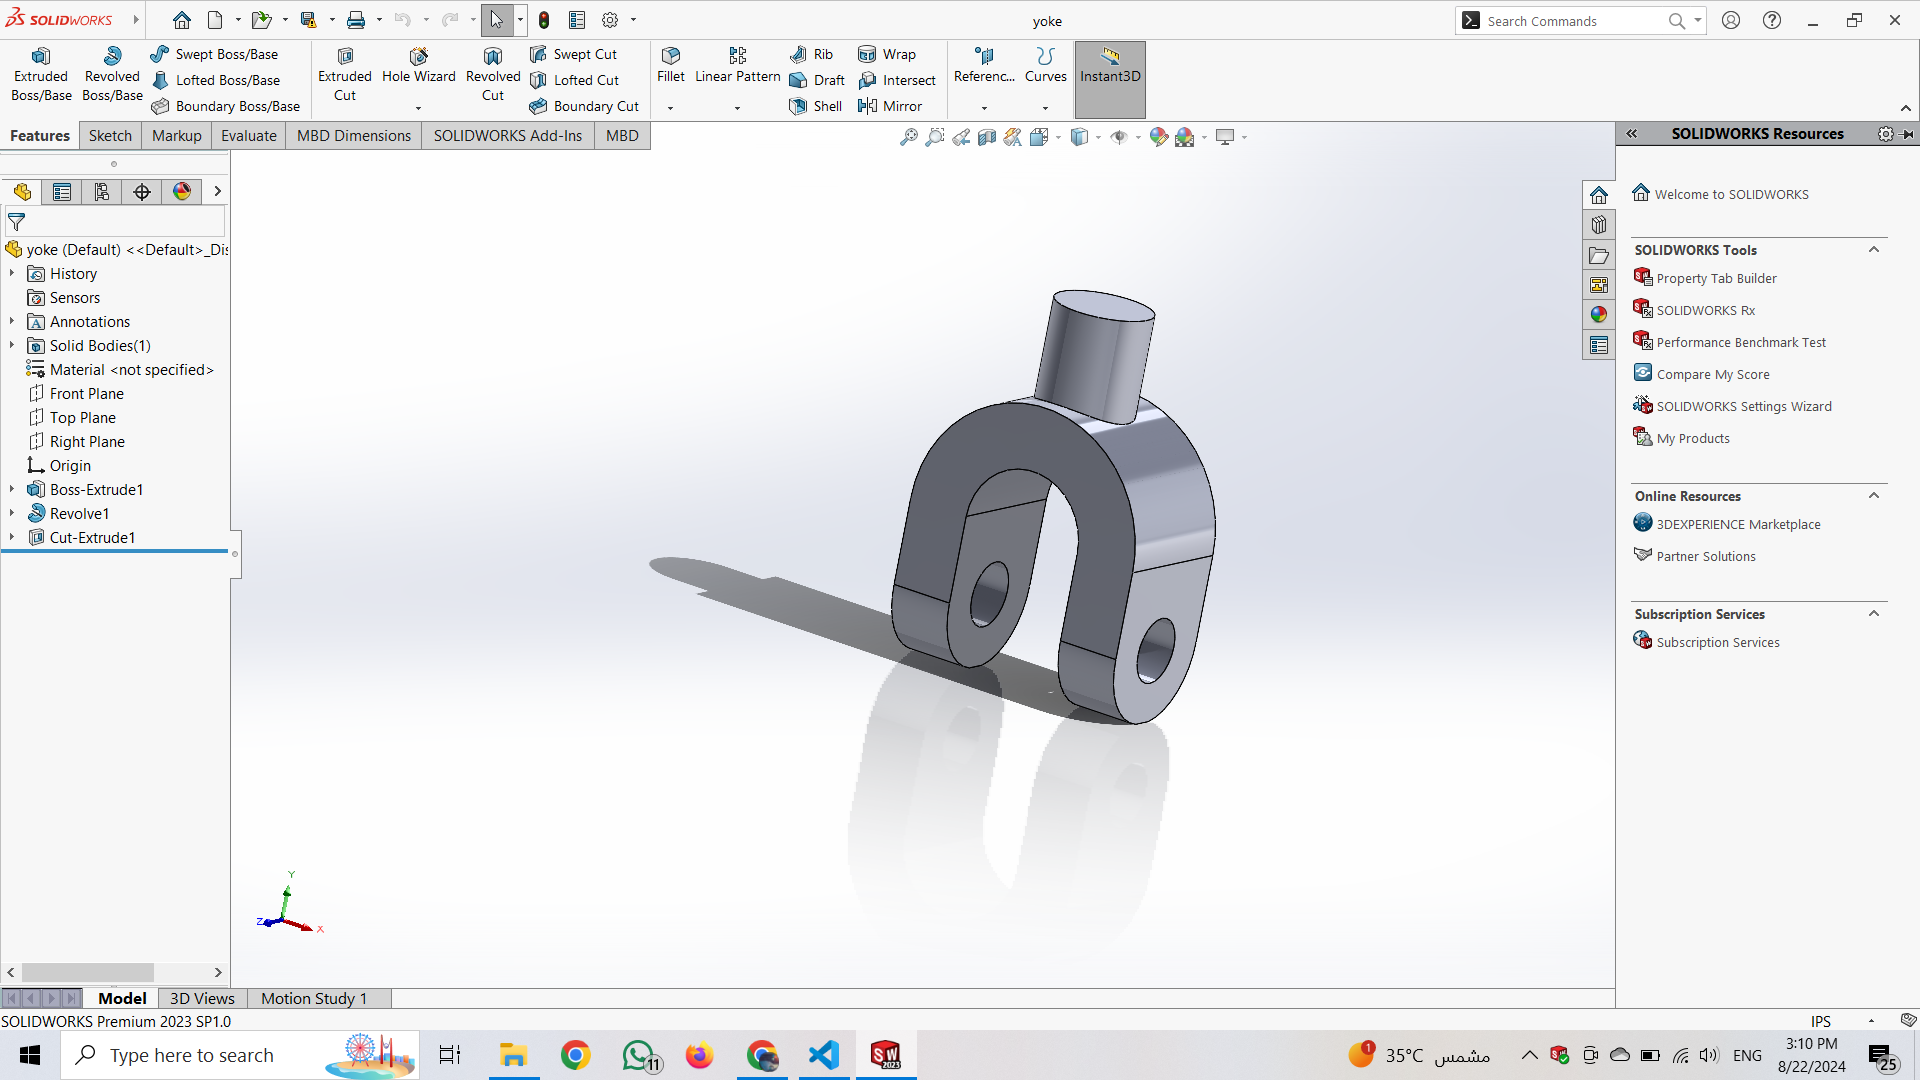 SOLIDWORKS
yoke
Search Commands
Extruded Boss/Base
Revolved Boss/Base
Swept Boss/Base
Lofted Boss/Base
Boundary Boss/Base
Extruded Cut
Hole Wizard
Revolved Cut
Swept Cut
Lofted Cut
Boundary Cut
Fillet
Linear Pattern
Rib
Draft
Shell
Wrap
Intersect
Mirror
Referenc...
Curves
Instant3D
Features
Sketch
Markup
Evaluate
MBD Dimensions
SOLIDWORKS Add-Ins
MBD
yoke (Default) <<Default>_Dis
History
Sensors
Annotations
Solid Bodies(1)
Material <not specified>
Front Plane
Top Plane
Right Plane
Origin
Boss-Extrude1
Revolve1
Cut-Extrude1
Y
Z
X
SOLIDWORKS Resources
Welcome to SOLIDWORKS
SOLIDWORKS Tools
Property Tab Builder
SOLIDWORKS Rx
Performance Benchmark Test
Compare My Score
SOLIDWORKS Settings Wizard
My Products
Online Resources
3DEXPERIENCE Marketplace
Partner Solutions
Subscription Services
Subscription Services
Model
3D Views
Motion Study 1
SOLIDWORKS Premium 2023 SP1.0
IPS
Type here to search
11
SW
2023
1
35°C مشمس
ENG
3:10 PM
8/22/2024
25